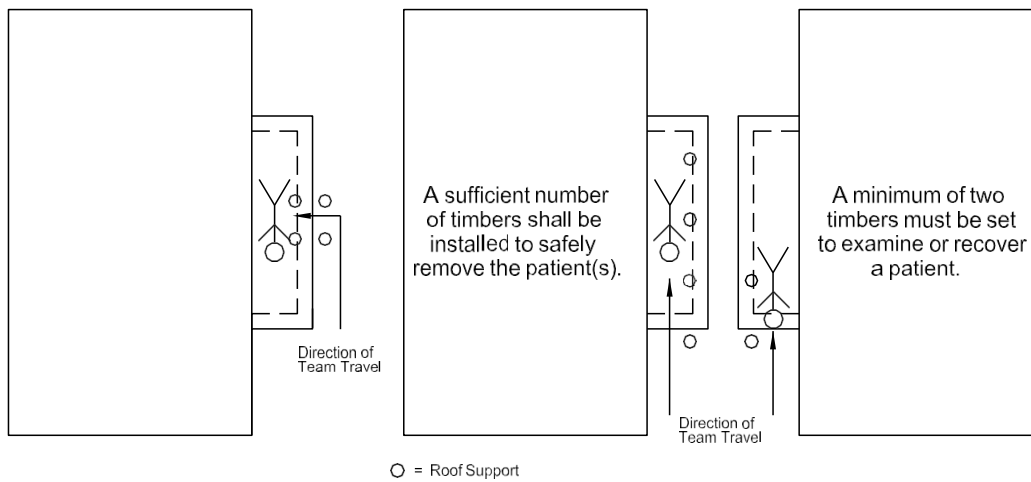 A sufficient number
of timbers shall be
installed to safely
remove the patient(s).
A minimum of two
timbers must be set
to examine or recover
a patient.
Direction of
Team Travel
Direction of
Team Travel
= Roof Support